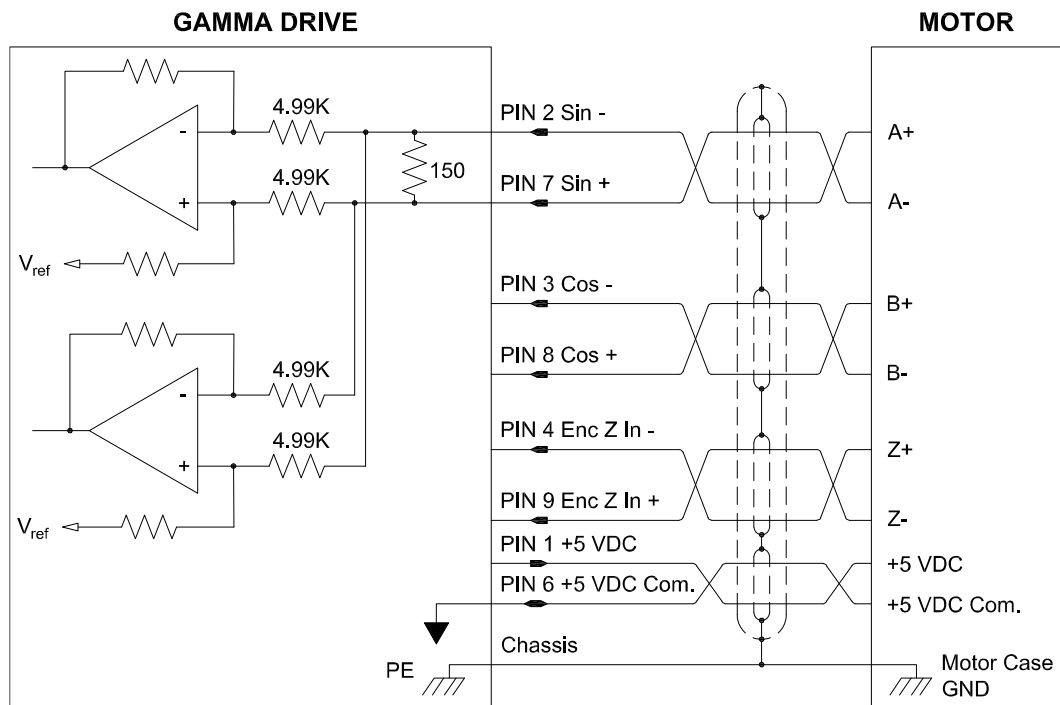 GAMMA DRIVE
MOTOR
4.99K
PIN 2 Sin -
A+
-
150
4.99K
PIN 7 Sin +
A-
+
Vref
PIN 3 Cos -
B+
4.99K
PIN 8 Cos +
B-
-
4.99K
PIN 4 Enc Z In -
Z+
+
Vref
PIN 9 Enc Z In +
Z-
PIN 1 +5 VDC
+5 VDC
PIN 6 +5 VDC Com.
+5 VDC Com.
Chassis
PE
Motor Case
GND